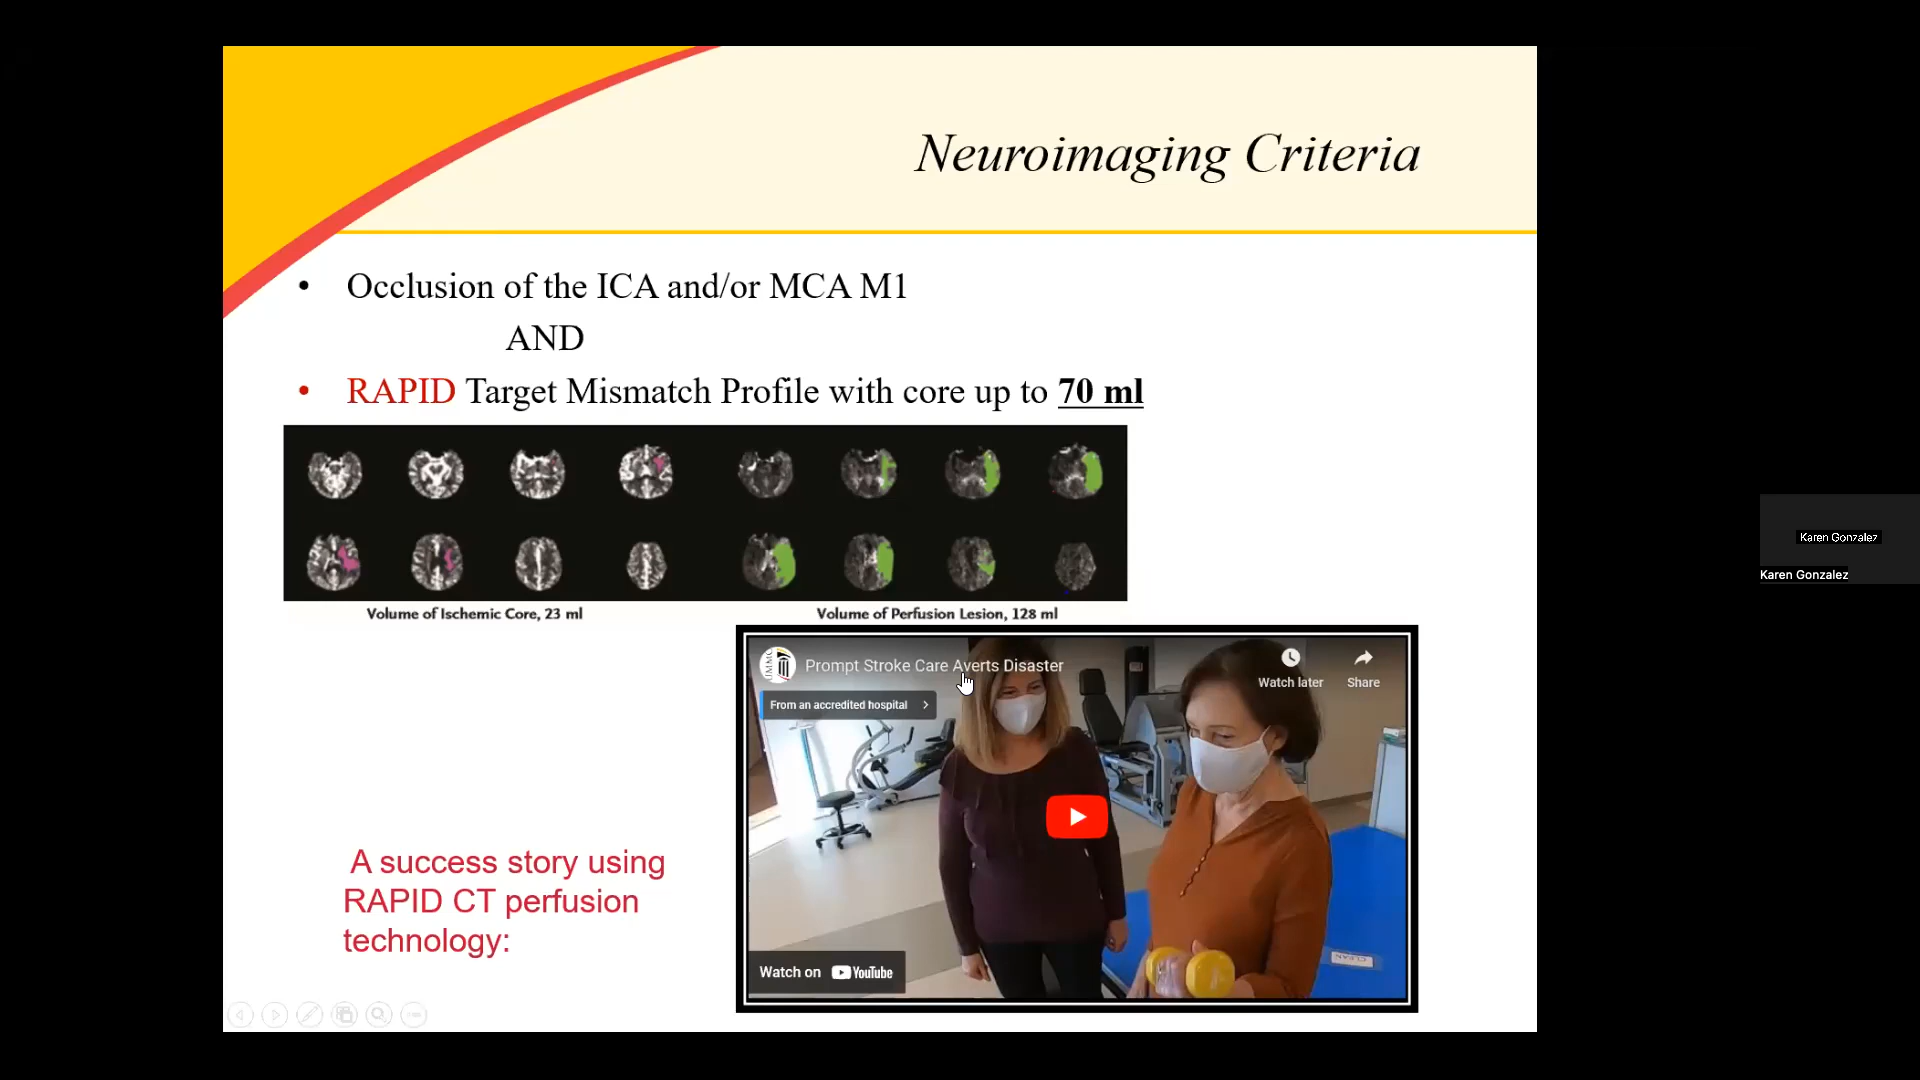 Neuroimaging Criteria
• Occlusion of the ICA and/or MCA M1
AND
• RAPID Target Mismatch Profile with core up to 70 ml
Volume of Ischemic Core, 23 ml
Volume of Perfusion Lesion, 128 ml
Prompt Stroke Care Averts Disaster
Watch later
Share
From an accredited hospital
CLEAN
Watch on YouTube
A success story using
RAPID CT perfusion
technology:
Karen Gonzalez
Karen Gonzalez